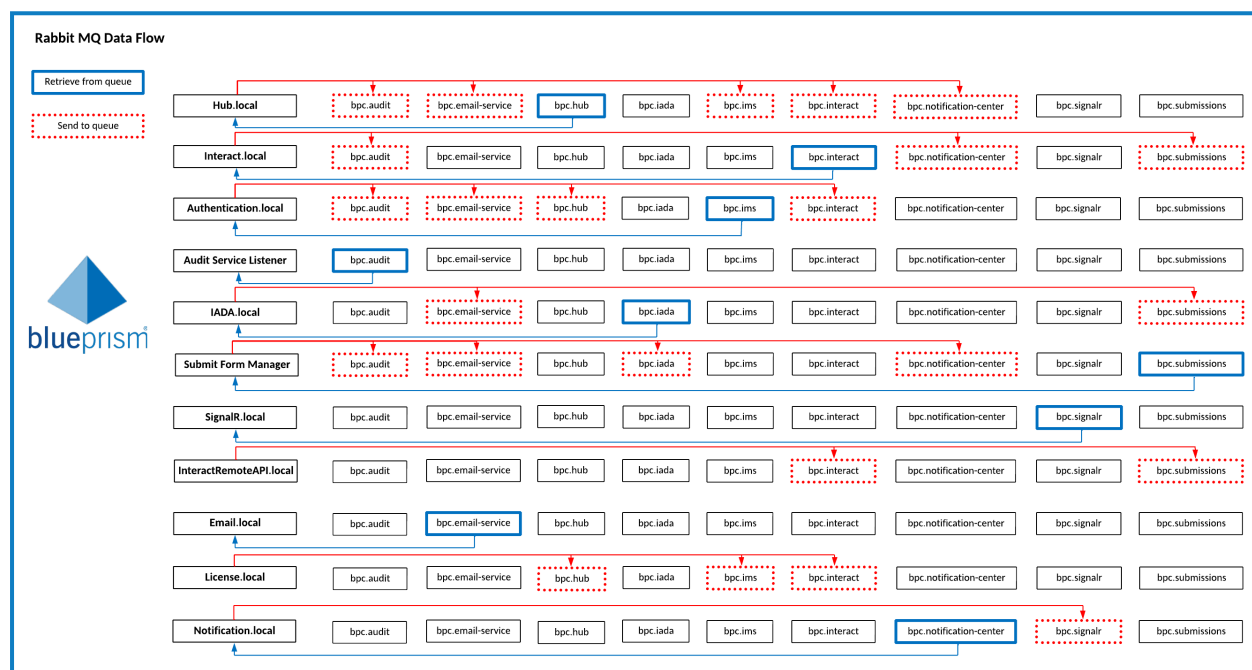 Rabbit MQ Data Flow
Retrieve from queue
Send to queue
Hub.local bpc.audit bpc.email-service bpc.hub bpc.iada bpc.ims bpc.interact bpc.notification-center bpc.signalr bpc.submissions
Interact.local bpc.audit bpc.email-service bpc.hub bpc.iada bpc.ims bpc.interact bpc.notification-center bpc.signalr bpc.submissions
Authentication.local bpc.audit bpc.email-service bpc.hub bpc.iada bpc.ims bpc.interact bpc.notification-center bpc.signalr bpc.submissions
Audit Service Listener bpc.audit bpc.email-service bpc.hub bpc.iada bpc.ims bpc.interact bpc.notification-center bpc.signalr bpc.submissions
IADA.local bpc.audit bpc.email-service bpc.hub bpc.iada bpc.ims bpc.interact bpc.notification-center bpc.signalr bpc.submissions
blueprism®
Submit Form Manager bpc.audit bpc.email-service bpc.hub bpc.iada bpc.ims bpc.interact bpc.notification-center bpc.signalr bpc.submissions
SignalR.local bpc.audit bpc.email-service bpc.hub bpc.iada bpc.ims bpc.interact bpc.notification-center bpc.signalr bpc.submissions
InteractRemoteAPI.local bpc.audit bpc.email-service bpc.hub bpc.iada bpc.ims bpc.interact bpc.notification-center bpc.signalr bpc.submissions
Email.local bpc.audit bpc.email-service bpc.hub bpc.iada bpc.ims bpc.interact bpc.notification-center bpc.signalr bpc.submissions
License.local bpc.audit bpc.email-service bpc.hub bpc.iada bpc.ims bpc.interact bpc.notification-center bpc.signalr bpc.submissions
Notification.local bpc.audit bpc.email-service bpc.hub bpc.iada bpc.ims bpc.interact bpc.notification-center bpc.signalr bpc.submissions